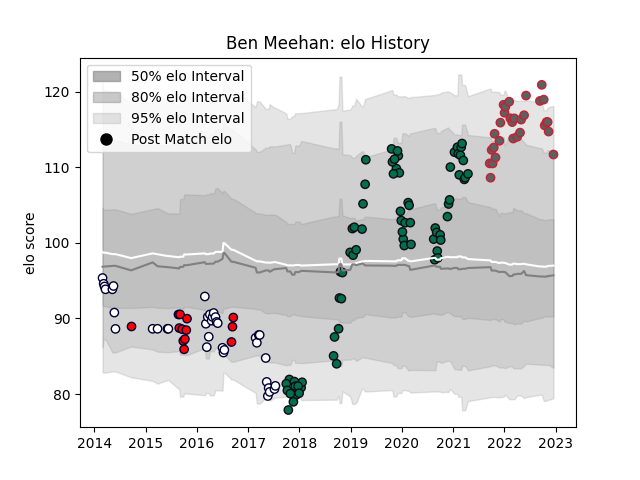 Ben Meehan: elo History
50% elo Interval
80% elo Interval
95% elo Interval
Post Match elo
elo score
120
110
100
90
80
2014 2015 2016 2017 2018 2019 2020 2021 2022 2023